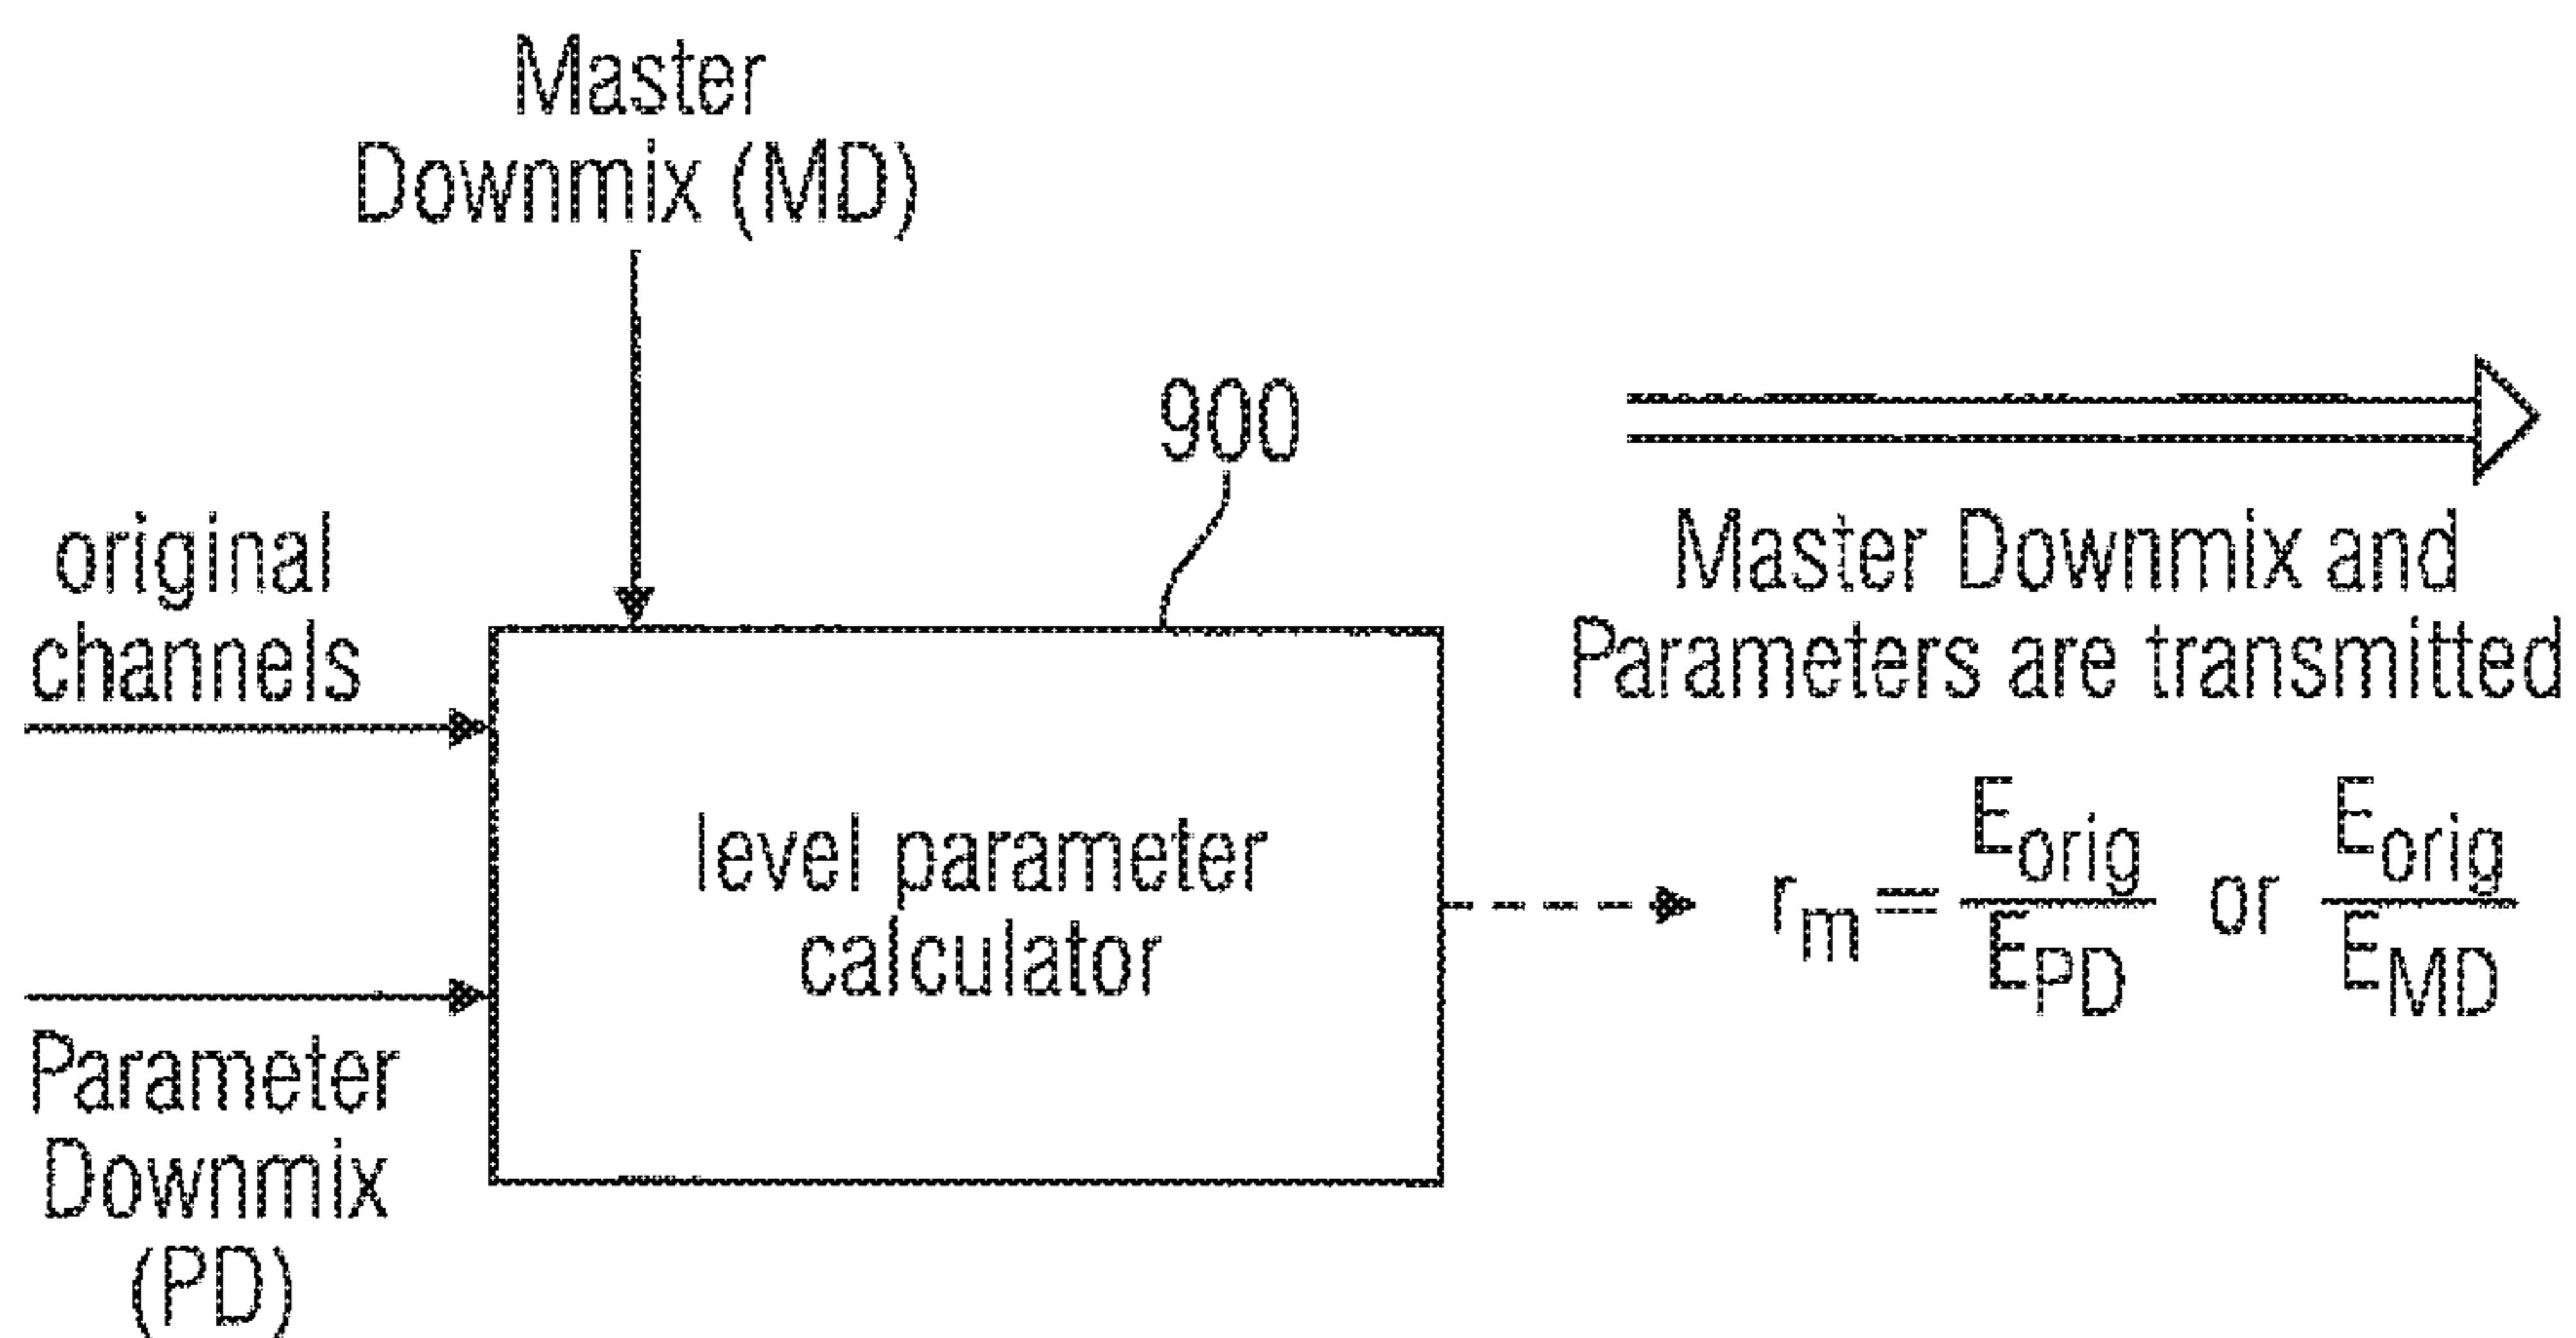 Master
Downmix (MD)
900
original
channels
Master Downmix and
Parameters are transmitted
level parameter
calculator
r_m = E_orig/E_PD or E_orig/E_MD
Parameter
Downmix
(PD)